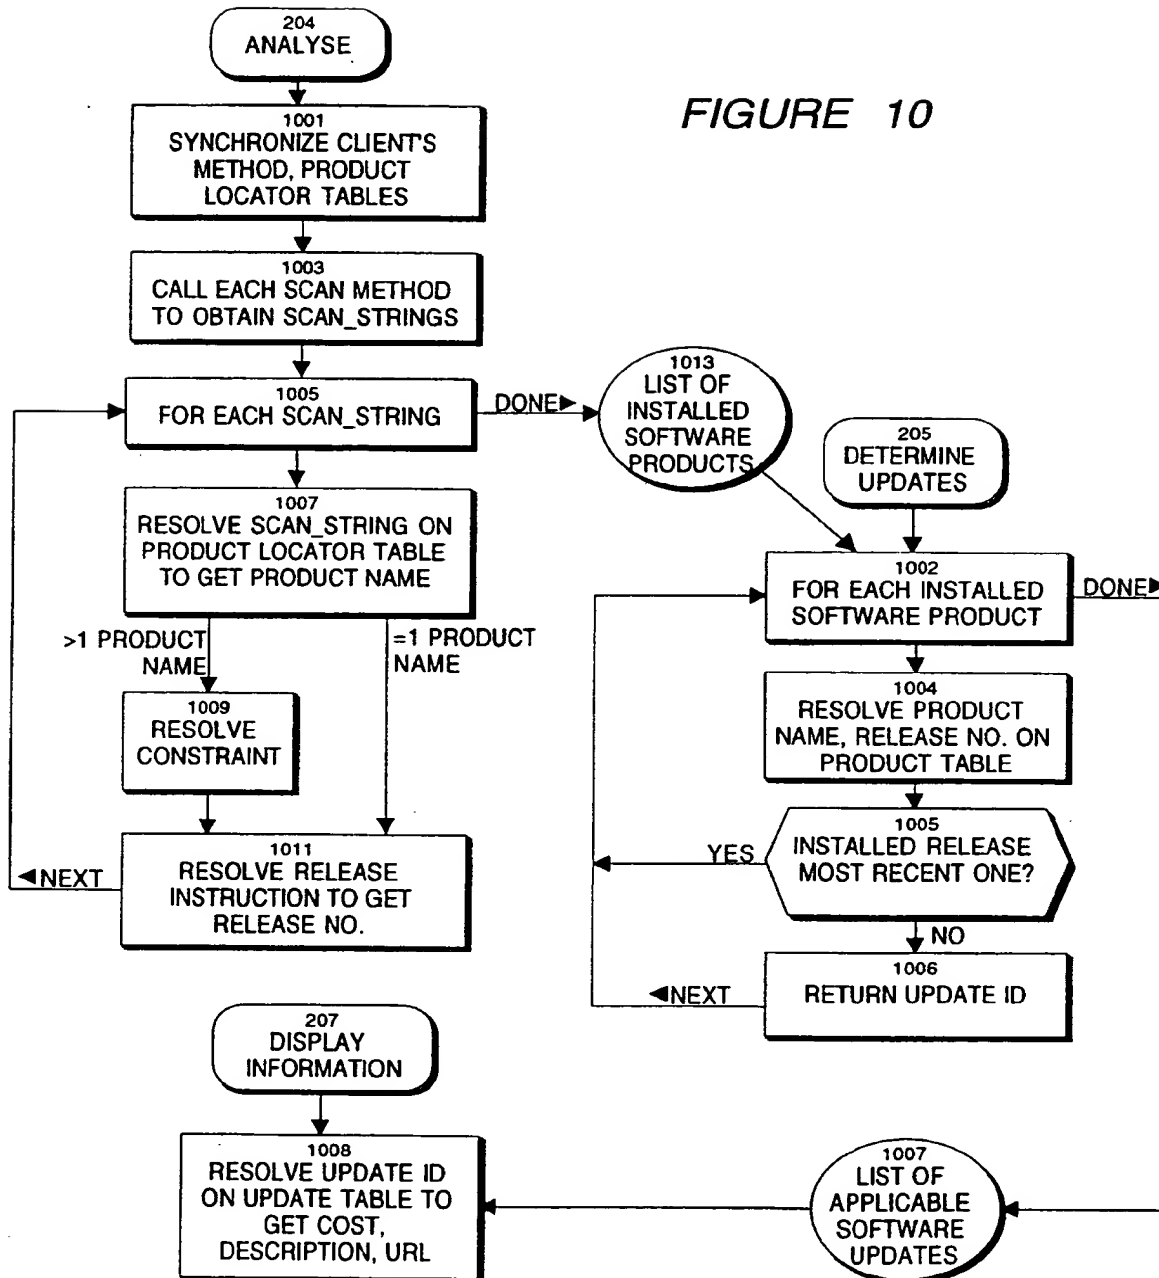 FIGURE 10
204
ANALYSE
1001
SYNCHRONIZE CLIENT'S
METHOD, PRODUCT
LOCATOR TABLES
1003
CALL EACH SCAN METHOD
TO OBTAIN SCAN_STRINGS
1005
FOR EACH SCAN_STRING
DONE
1007
RESOLVE SCAN_STRING ON
PRODUCT LOCATOR TABLE
TO GET PRODUCT NAME
>1 PRODUCT
NAME
=1 PRODUCT
NAME
1009
RESOLVE
CONSTRAINT
1011
RESOLVE RELEASE
INSTRUCTION TO GET
RELEASE NO.
NEXT
1013
LIST OF
INSTALLED
SOFTWARE
PRODUCTS
205
DETERMINE
UPDATES
1002
FOR EACH INSTALLED
SOFTWARE PRODUCT
DONE
1004
RESOLVE PRODUCT
NAME, RELEASE NO. ON
PRODUCT TABLE
1005
INSTALLED RELEASE
MOST RECENT ONE?
YES
NO
1006
RETURN UPDATE ID
NEXT
207
DISPLAY
INFORMATION
1008
RESOLVE UPDATE ID
ON UPDATE TABLE TO
GET COST,
DESCRIPTION, URL
1007
LIST OF
APPLICABLE
SOFTWARE
UPDATES